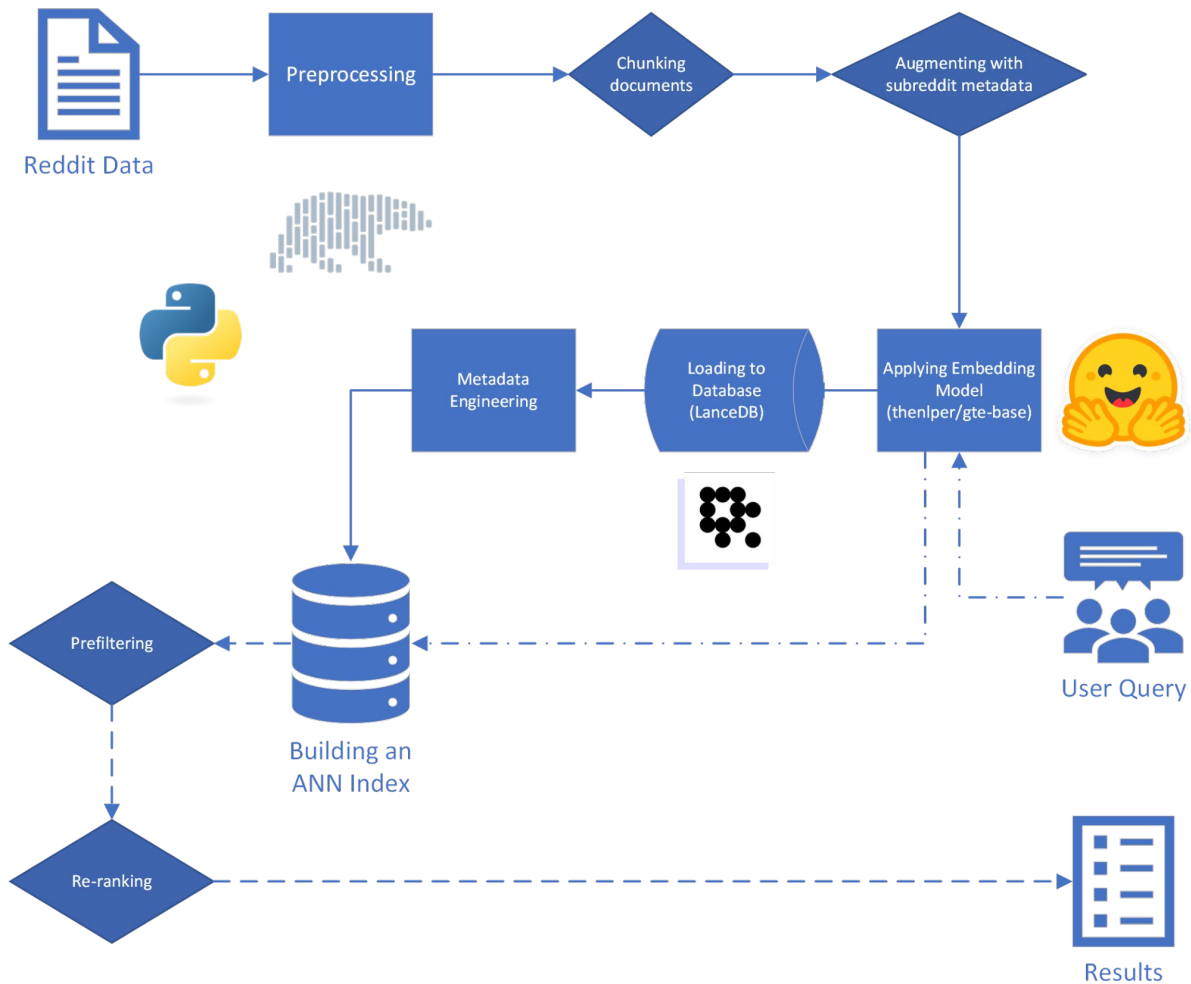 Preprocessing
Chunking
documents
Augmenting with
subreddit metadata
Reddit Data
Metadata
Engineering
Loading to
Database
(LanceDB)
Applying Embedding
Model
(thenlper/gte-base)
Prefiltering
User Query
Building an
ANN Index
Re-ranking
Results